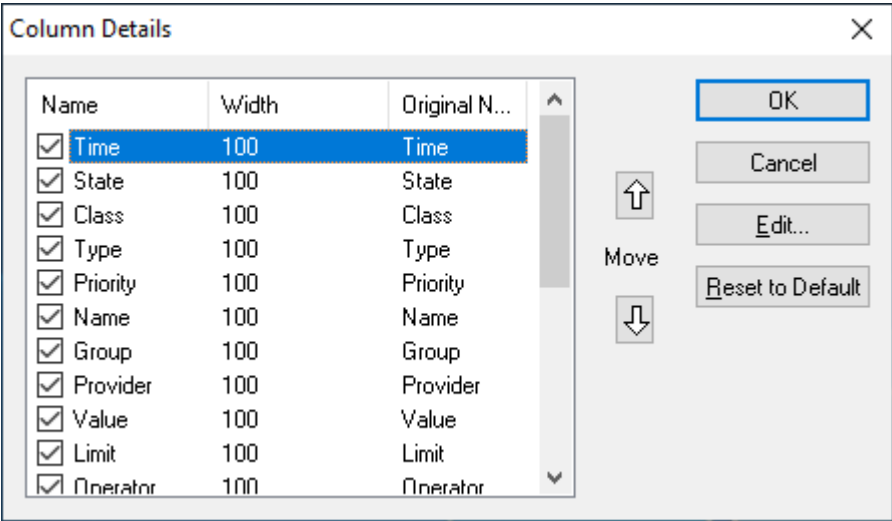 Column Details
Name Width Original N...
Time 100 Time
State 100 State
Class 100 Class
Type 100 Type
Priority 100 Priority
Name 100 Name
Group 100 Group
Provider 100 Provider
Value 100 Value
Limit 100 Limit
Operator 100 Operator
Move
OK
Cancel
Edit...
Reset to Default